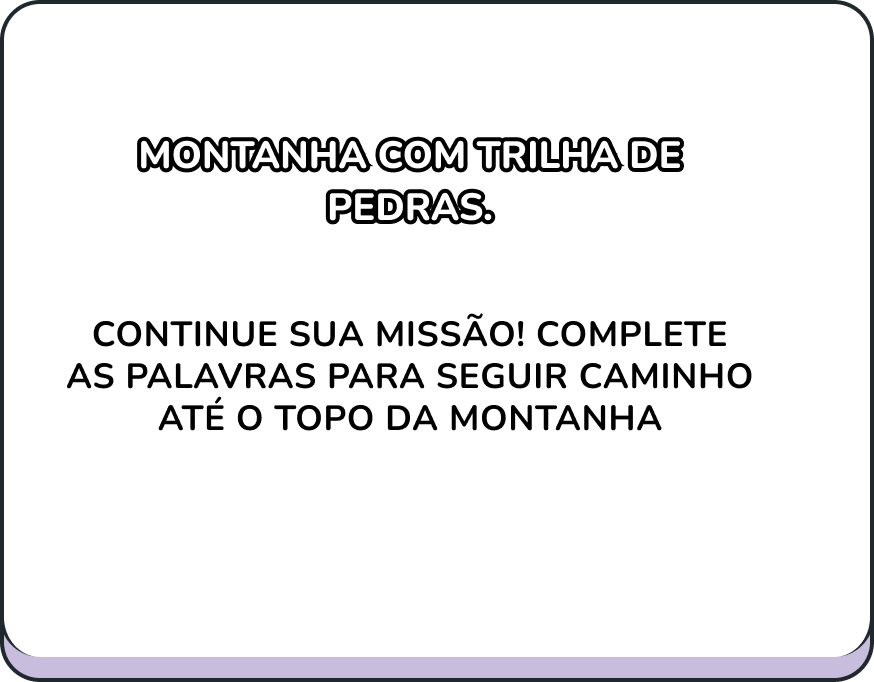 MONTANHA COM TRILHA DE
PEDRAS.
CONTINUE SUA MISSÃO! COMPLETE
AS PALAVRAS PARA SEGUIR CAMINHO
ATÉ O TOPO DA MONTANHA